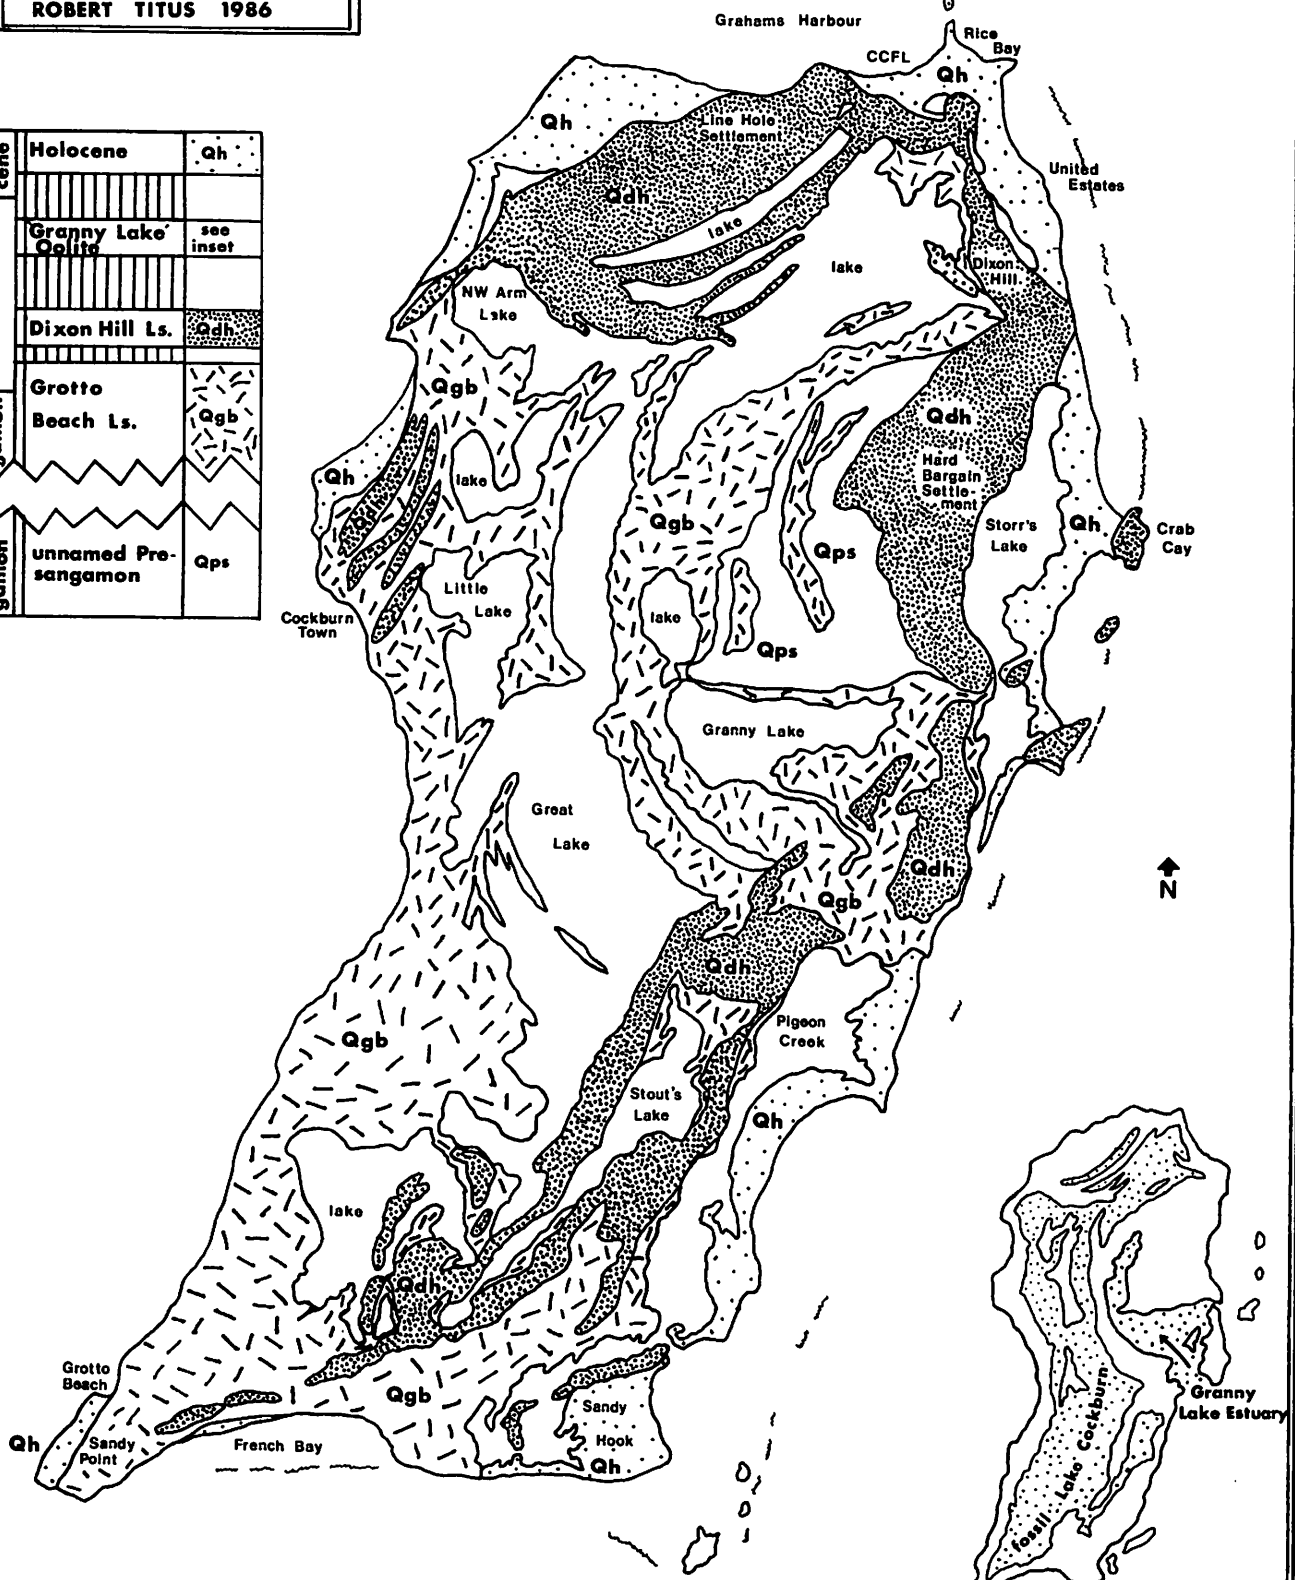 ROBERT TITUS 1986
Grahams Harbour
Rice
Bay
CCFL
Qh
Holocene
Qh
Granny Lake
Oolite
see
inset
Dixon Hill Ls.
Qdh
Grotto
Beach Ls.
Qgb
unnamed Pre-
sangamon
Qps
Qh
Line Hole
Settlement
Qdh
United
Estates
lake
lake
Dixon
Hill
NW Arm
Lake
Qgb
Qdh
Hard
Bargain
Settle-
ment
Qh
lake
Qgb
Qps
Storr's
Lake
Qh
Crab
Cay
Little
Lake
Cockburn
Town
lake
Qps
Granny Lake
Great
Lake
Qdh
Qgb
N
Qdh
Qgb
Pigeon
Creek
Stout's
Lake
Qh
lake
Qdh
Grotto
Beach
Qgb
Sandy
Hook
Qh
Qh
Sandy
Point
French Bay
Granny
Lake Estuary
fossil Lake Cockburn